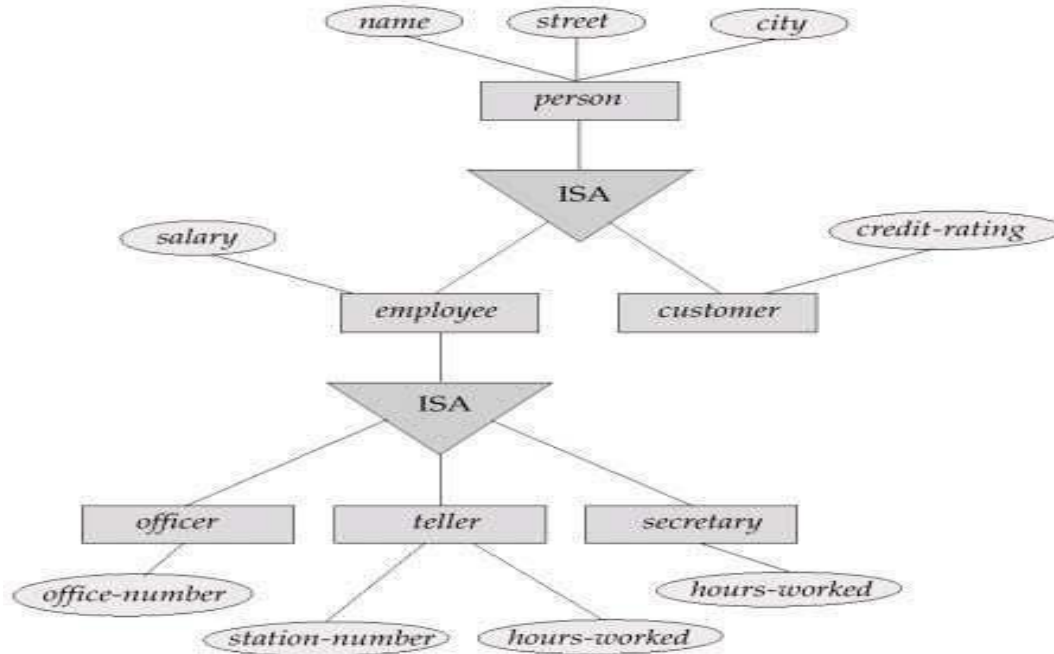 name
street
city
person
ISA
salary
credit-rating
employee
customer
ISA
officer
teller
secretary
office-number
hours-worked
station-number
hours-worked